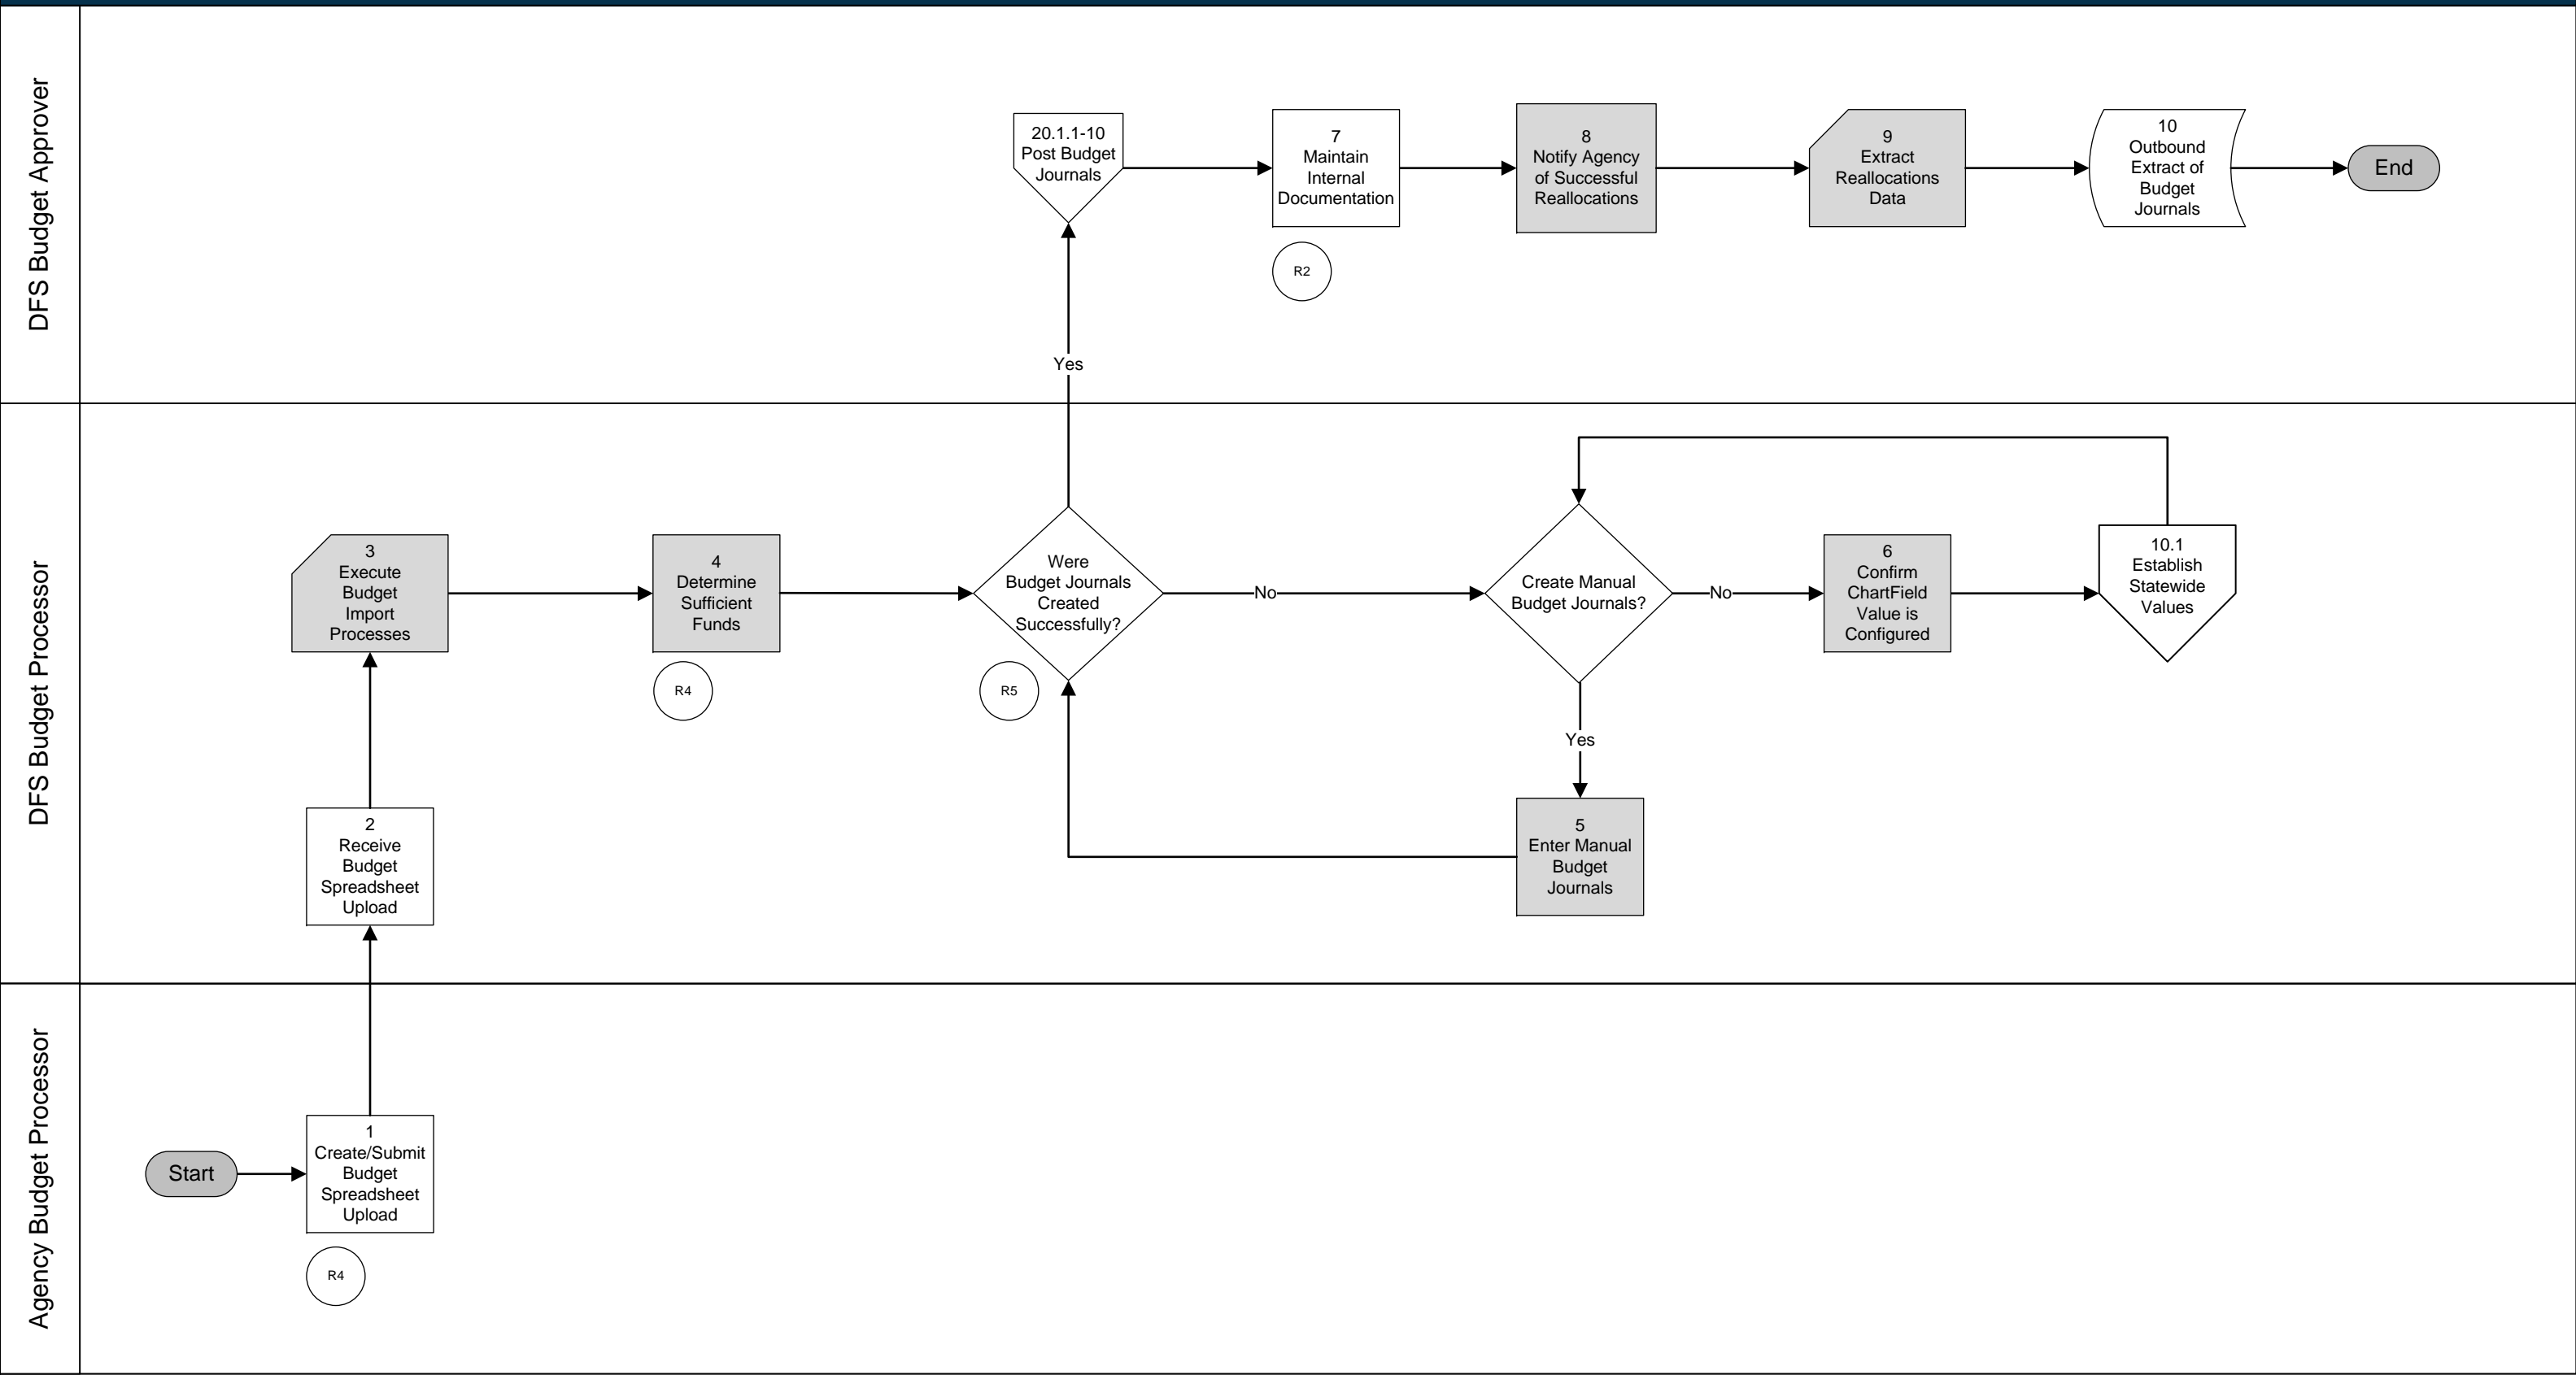 DFS Budget Approver
20.1.1-10
Post Budget
Journals
7
Maintain
Internal
Documentation
R2
8
Notify Agency
of Successful
Reallocations
9
Extract
Reallocations
Data
10
Outbound
Extract of
Budget
Journals
End
Yes
DFS Budget Processor
3
Execute
Budget
Import
Processes
4
Determine
Sufficient
Funds
R4
Were
Budget Journals
Created
Successfully?
R5
No
Create Manual
Budget Journals?
No
6
Confirm
ChartField
Value is
Configured
10.1
Establish
Statewide
Values
Yes
5
Enter Manual
Budget
Journals
2
Receive
Budget
Spreadsheet
Upload
Agency Budget Processor
Start
1
Create/Submit
Budget
Spreadsheet
Upload
R4